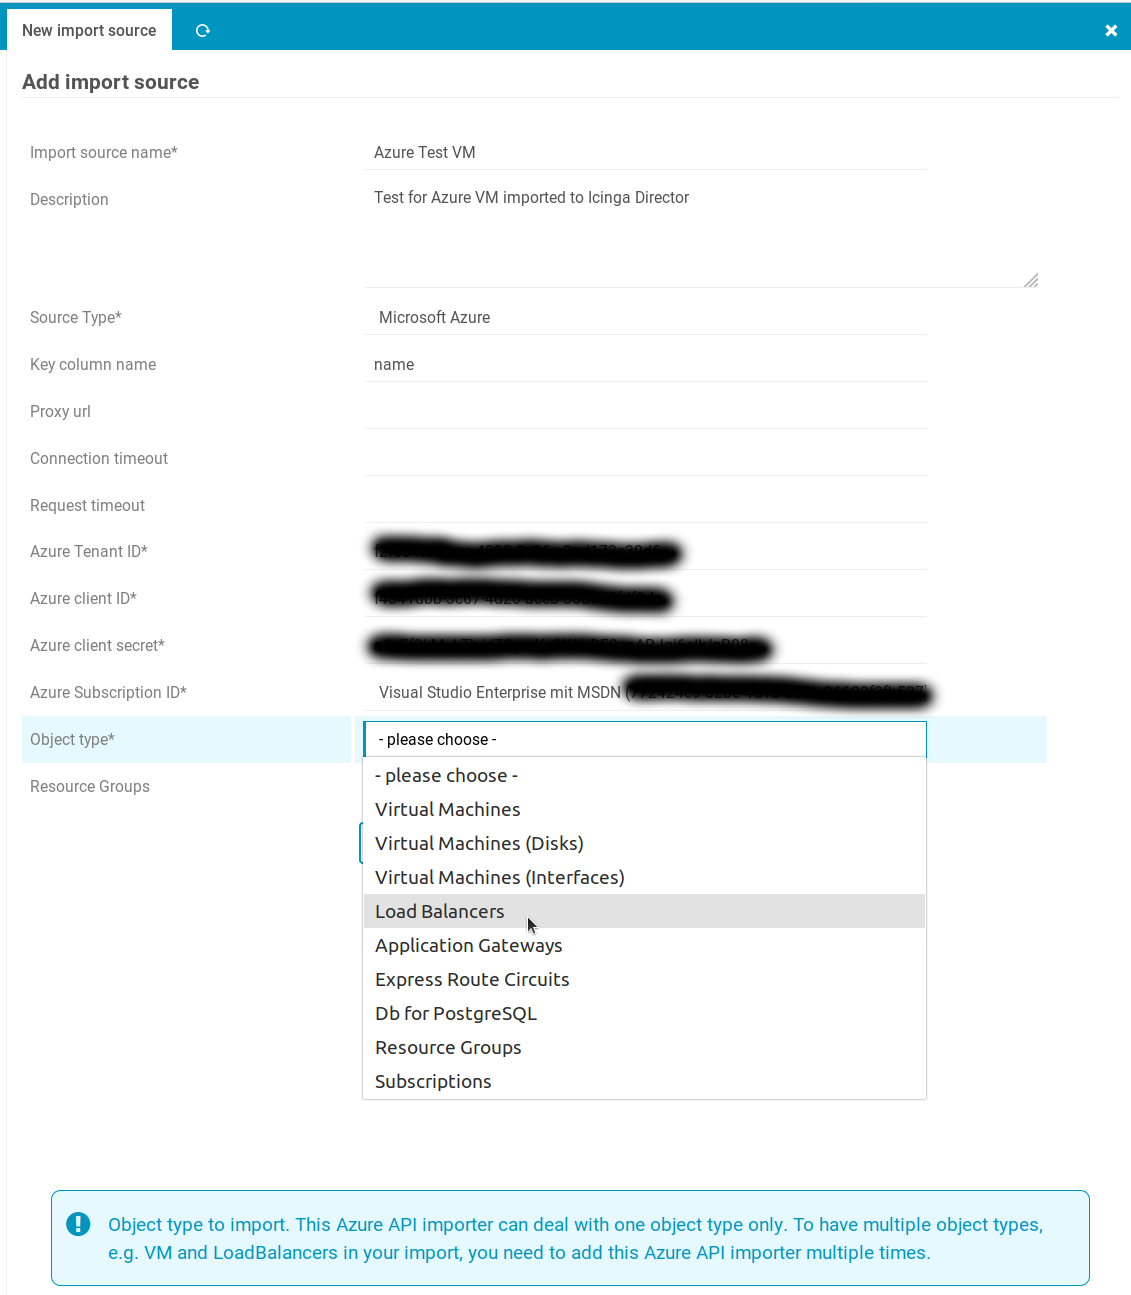 New import source
Add import source
Import source name*
Azure Test VM
Description
Test for Azure VM imported to Icinga Director
Source Type*
Microsoft Azure
Key column name
name
Proxy url
Connection timeout
Request timeout
Azure Tenant ID*
Azure client ID*
Azure client secret*
Azure Subscription ID*
Visual Studio Enterprise mit MSDN (
Object type*
- please choose -
- please choose -
Resource Groups
Virtual Machines
Virtual Machines (Disks)
Virtual Machines (Interfaces)
Load Balancers
Application Gateways
Express Route Circuits
Db for PostgreSQL
Resource Groups
Subscriptions
Object type to import. This Azure API importer can deal with one object type only. To have multiple object types,
e.g. VM and LoadBalancers in your import, you need to add this Azure API importer multiple times.